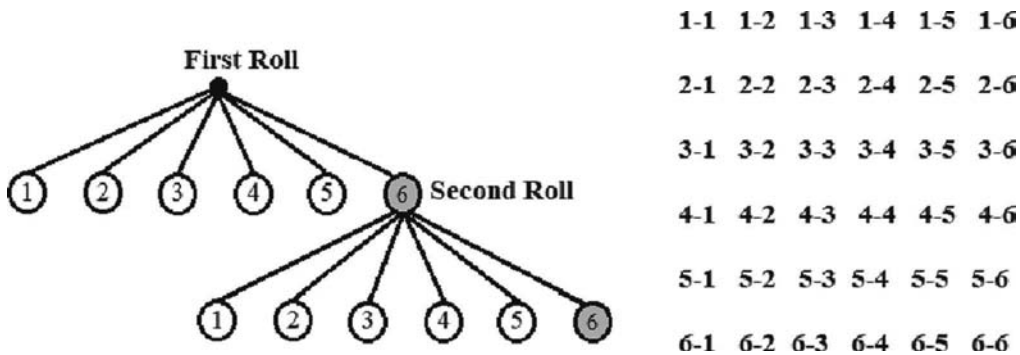 First Roll
1 2 3 4 5 6 Second Roll
1 2 3 4 5 6
1-1 1-2 1-3 1-4 1-5 1-6
2-1 2-2 2-3 2-4 2-5 2-6
3-1 3-2 3-3 3-4 3-5 3-6
4-1 4-2 4-3 4-4 4-5 4-6
5-1 5-2 5-3 5-4 5-5 5-6
6-1 6-2 6-3 6-4 6-5 6-6